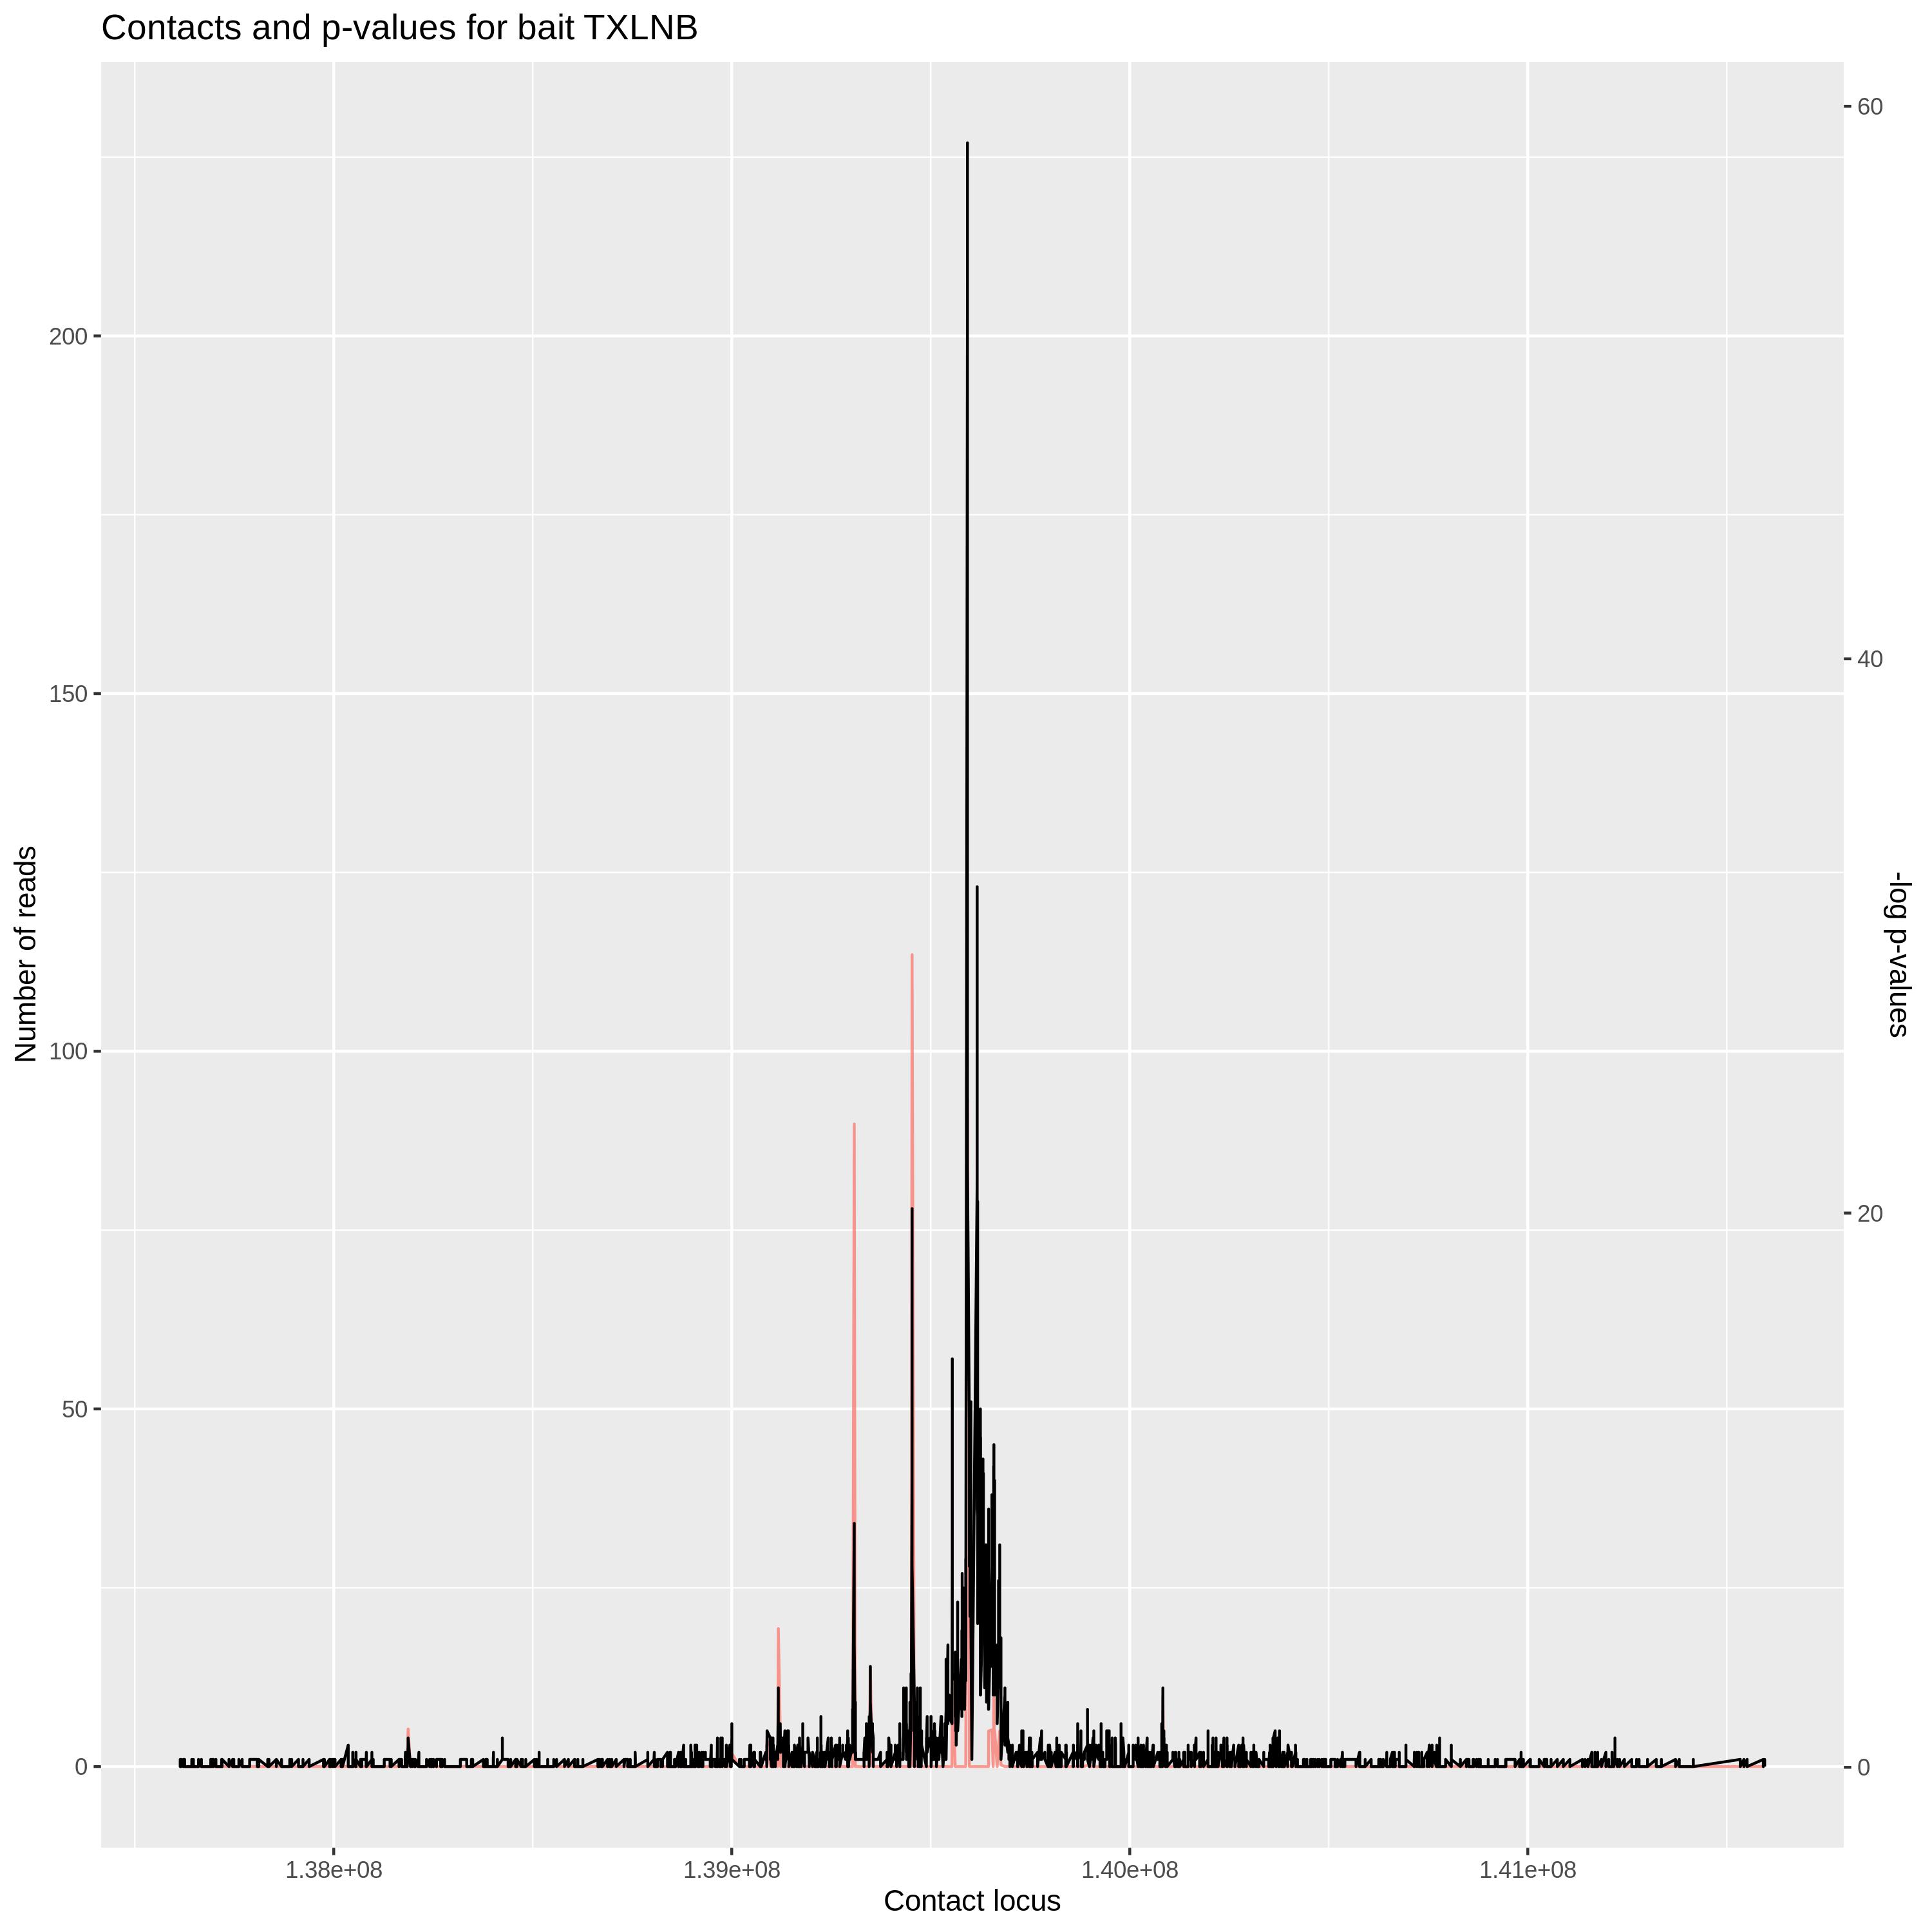 Contacts and p-values for bait TXLNB
Number of reads
200
150
100
50
0
60
40
20
0
-log p-values
1.38e+08
1.39e+08
1.40e+08
1.41e+08
Contact locus